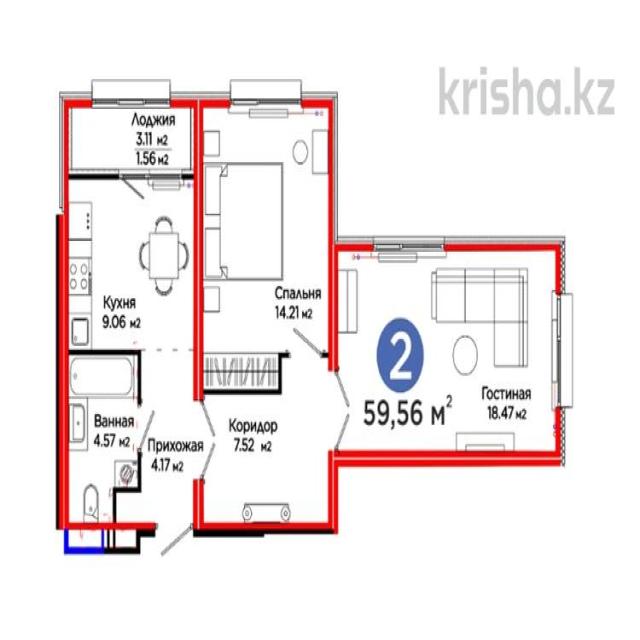 krisha.kz
Лоджия
3.11 м2
1.56 м2
Кухня
9.06 м2
Спальня
14.21 м2
2
59,56 м2
Гостиная
18.47 м2
Ванная
4.57 м2
Прихожая
4.17 м2
Коридор
7.52 м2